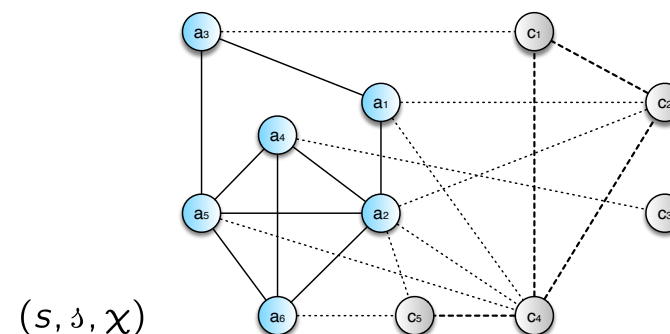 a₃ c₁
a₁ c₂
a₄
a₅ a₂ c₃
(s, 𝓈, χ) a₆ c₅ c₄